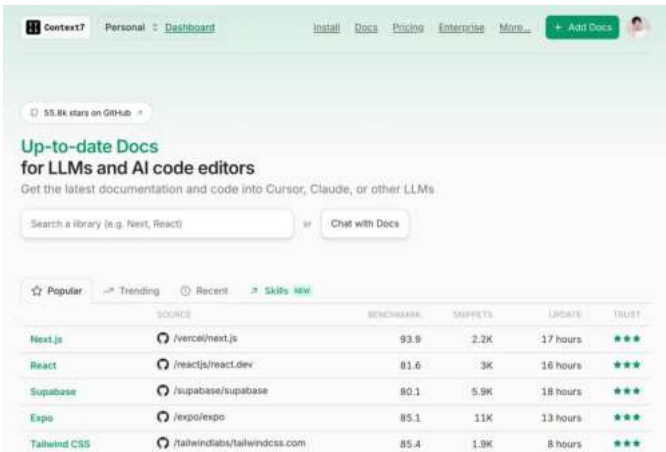 Context7 Personal Dashboard Install Docs Pricing Enterprise More... + Add Docs
55.8k stars on GitHub
Up-to-date Docs
for LLMs and AI code editors
Get the latest documentation and code into Cursor, Claude, or other LLMs
Search a library (e.g. Next, React) or Chat with Docs
Popular Trending Recent Skills NEW
SOURCE BENCHMARK SNIPPETS UPDATE TRUST
Next.js /vercel/next.js 93.9 2.2K 17 hours
React /reactjs/react.dev 81.6 3K 16 hours
Supabase /supabase/supabase 80.1 5.9K 18 hours
Expo /expo/expo 85.1 11K 13 hours
Tailwind CSS /tailwindlabs/tailwindcss.com 85.4 1.9K 8 hours